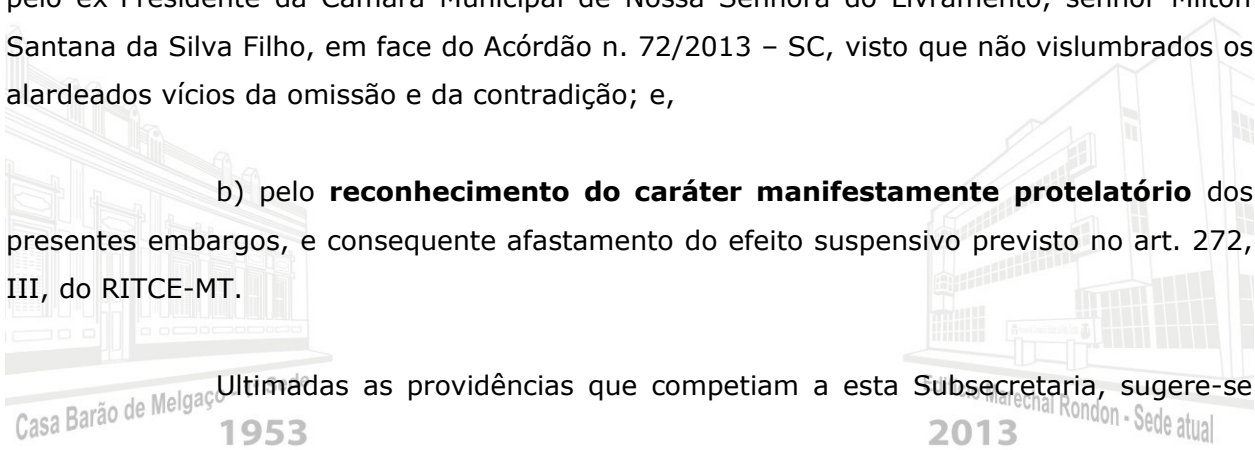 pelo ex-Presidente da Câmara Municipal de Nossa Senhora do Livramento, senhor Milton
Santana da Silva Filho, em face do Acórdão n. 72/2013 – SC, visto que não vislumbrados os
alardeados vícios da omissão e da contradição; e,
b) pelo reconhecimento do caráter manifestamente protelatório dos
presentes embargos, e consequente afastamento do efeito suspensivo previsto no art. 272,
III, do RITCE-MT.
Ultimadas as providências que competiam a esta Subsecretaria, sugere-se
Casa Barão de Melgaço
1953
Marechal Rondon - Sede atual
2013